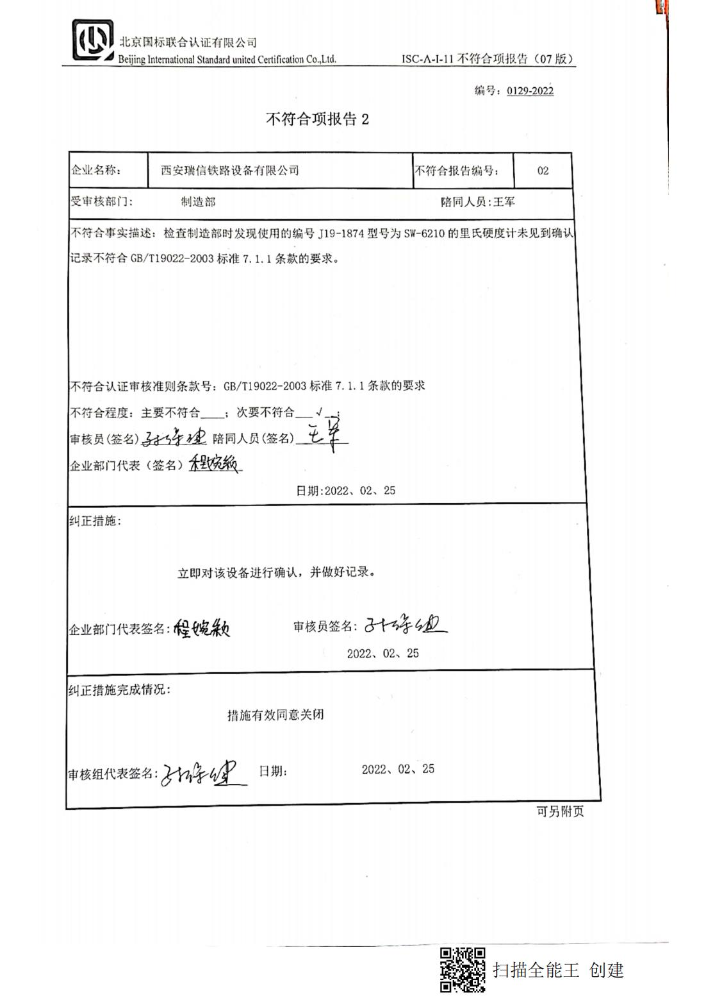 北京国标联合认证有限公司
Beijing International Standard united Certification Co.,Ltd.
ISC-A-I-11 不符合项报告（07 版）
编号：0129-2022
不符合项报告 2
企业名称： 西安瑞信铁路设备有限公司 不符合报告编号： 02
受审核部门： 制造部 陪同人员:王军
不符合事实描述：检查制造部时发现使用的编号 J19-1874 型号为 SW-6210 的里氏硬度计未见到确认
记录不符合 GB/T19022-2003 标准 7.1.1 条款的要求。
不符合认证审核准则条款号：GB/T19022-2003 标准 7.1.1 条款的要求
不符合程度：主要不符合____；次要不符合___√__；
审核员(签名) 陪同人员(签名) 王军
企业部门代表（签名）程婉颖
日期:2022、02、25
纠正措施：
立即对该设备进行确认，并做好记录。
企业部门代表签名：程婉颖 审核员签名：
2022、02、25
纠正措施完成情况：
措施有效同意关闭
审核组代表签名： 日期： 2022、02、25
可另附页
扫描全能王 创建